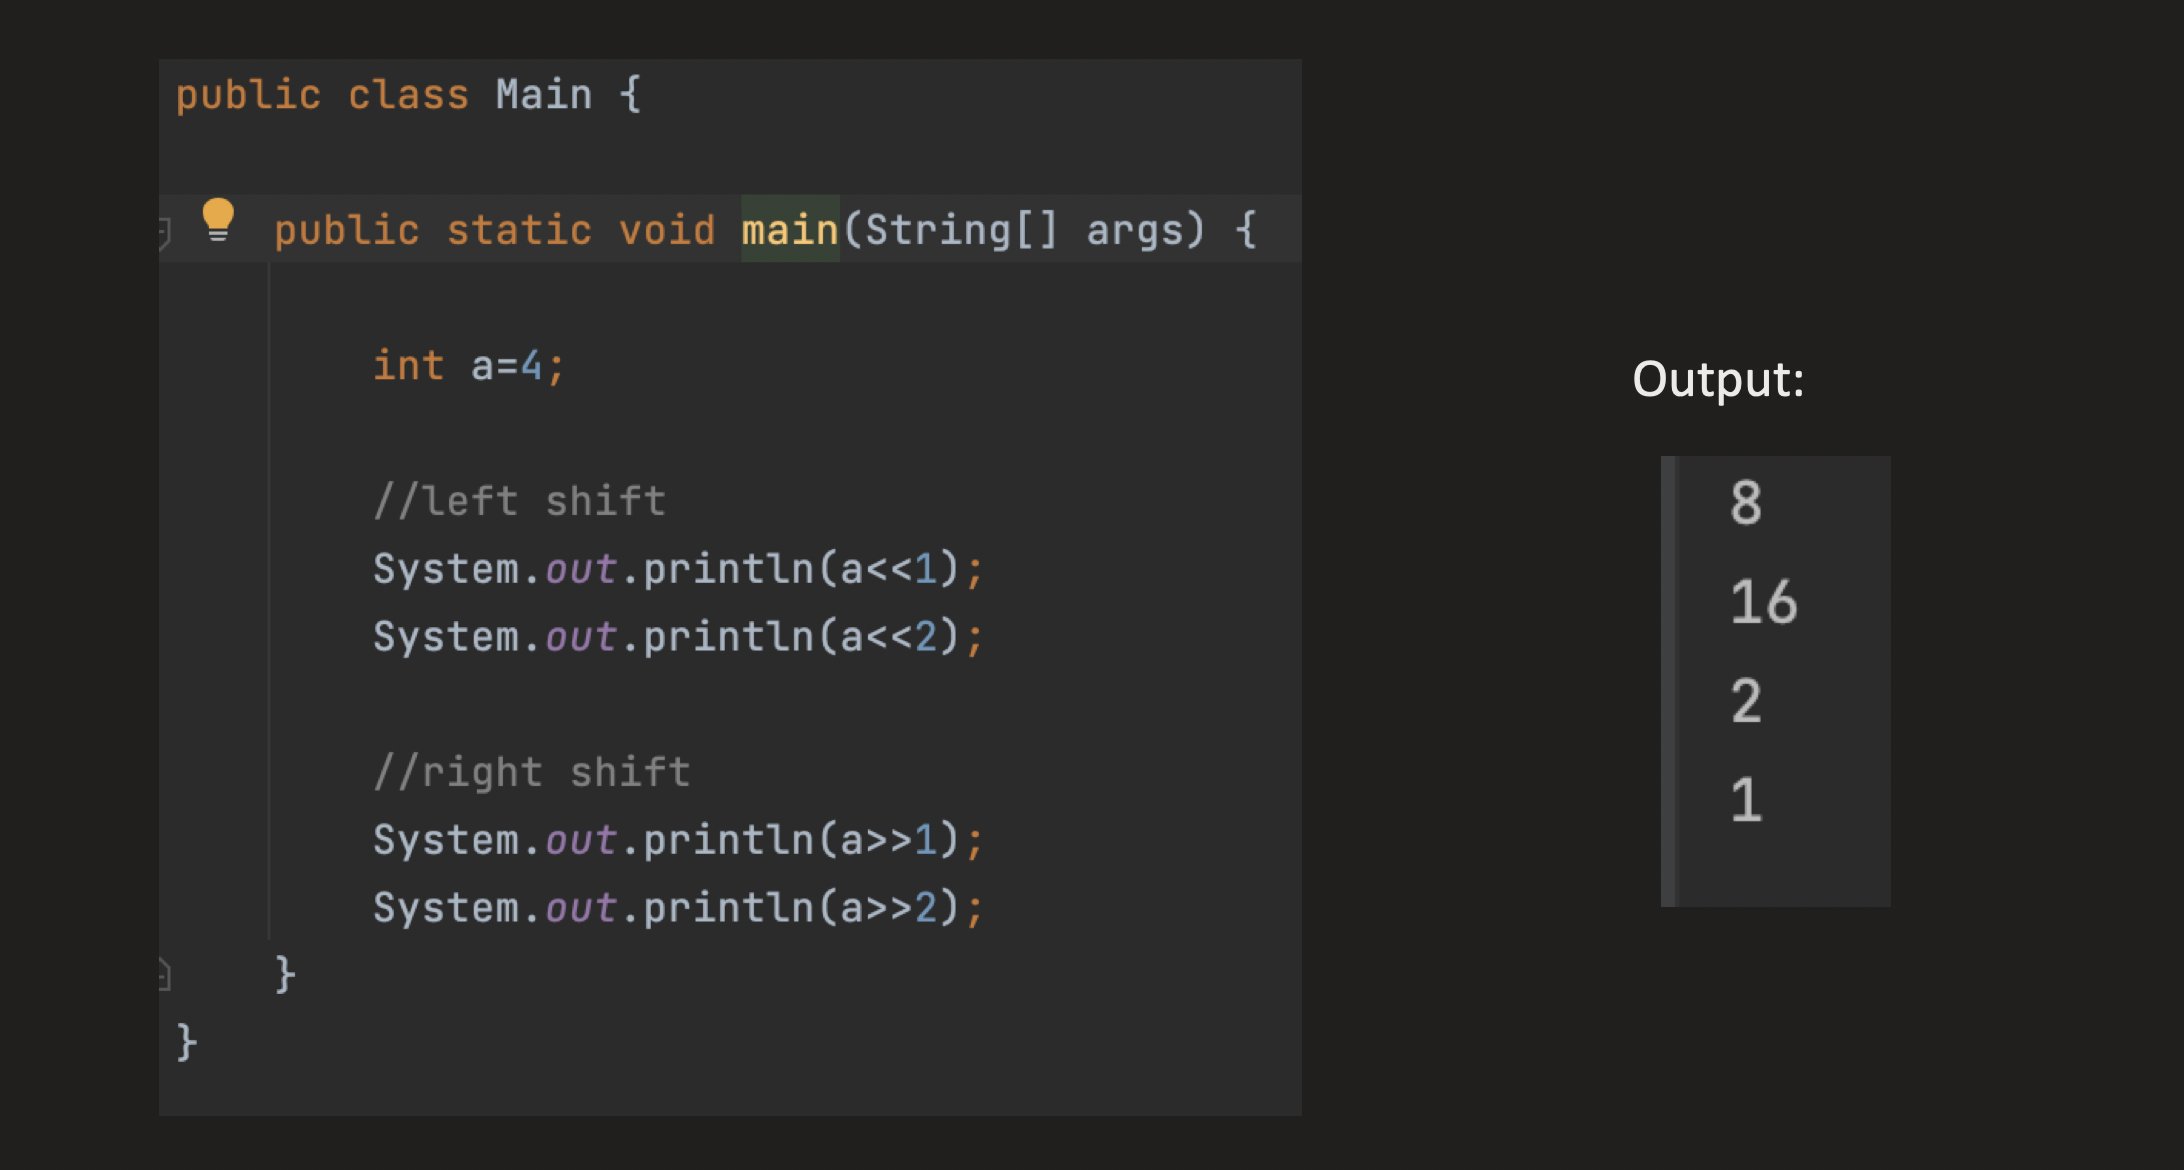 public class Main {
public static void main(String[] args) {
int a=4;
//left shift
System.out.println(a<<1);
System.out.println(a<<2);
//right shift
System.out.println(a>>1);
System.out.println(a>>2);
}
}
Output:
8
16
2
1